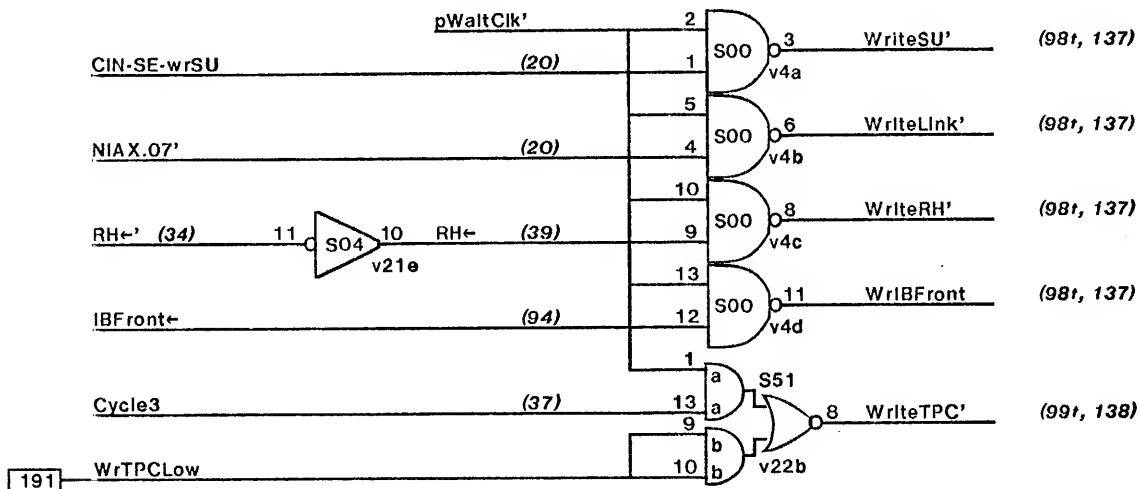 pWaitClk' 2
S00 3 WriteSU' (98t, 137)
CIN-SE-wrSU (20) 1 v4a
5
S00 6 WriteLink' (98t, 137)
NIAX.07' (20) 4 v4b
10
S00 8 WriteRH' (98t, 137)
RH←' (34) 11 S04 10 RH← (39) 9 v4c
v21e
13
S00 11 WrIBFront (98t, 137)
IBFront← (94) 12 v4d
1 a S51
Cycle3 (37) 13 a
8 WriteTPC' (99t, 138)
9 b
191 WrTPCLow 10 b v22b